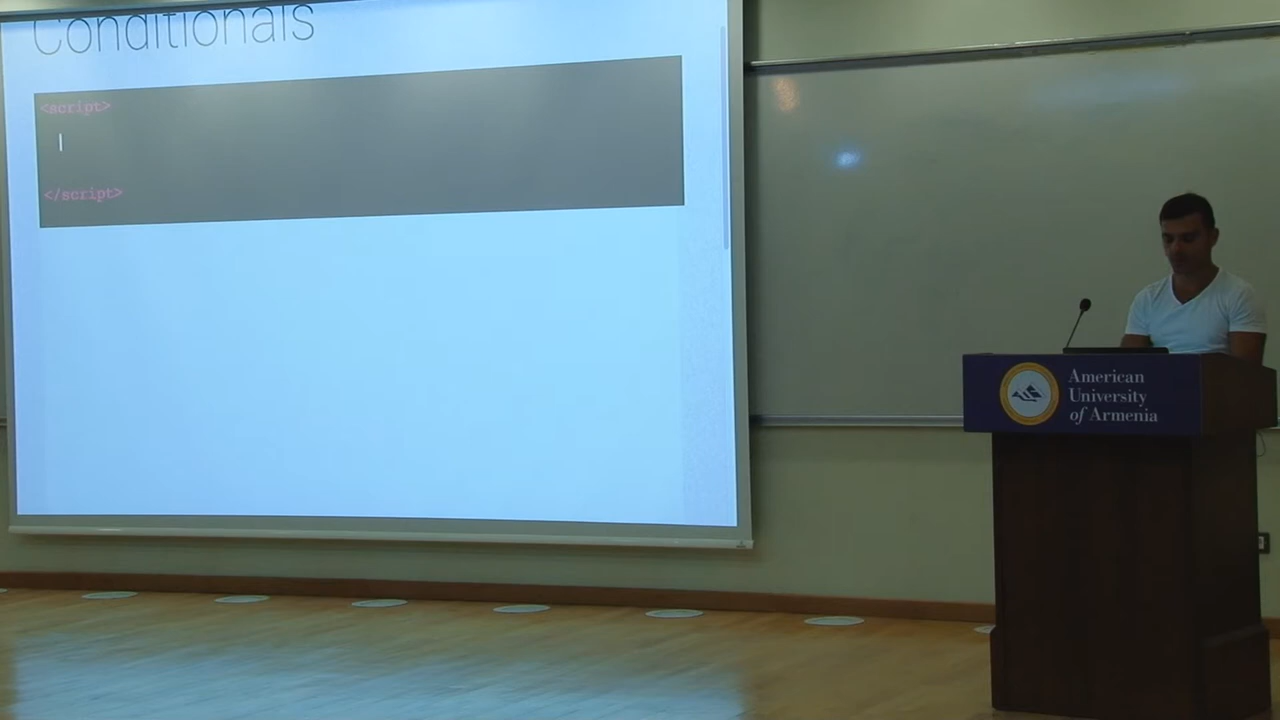 Conditionals
<script>
</script>
American
University
of Armenia